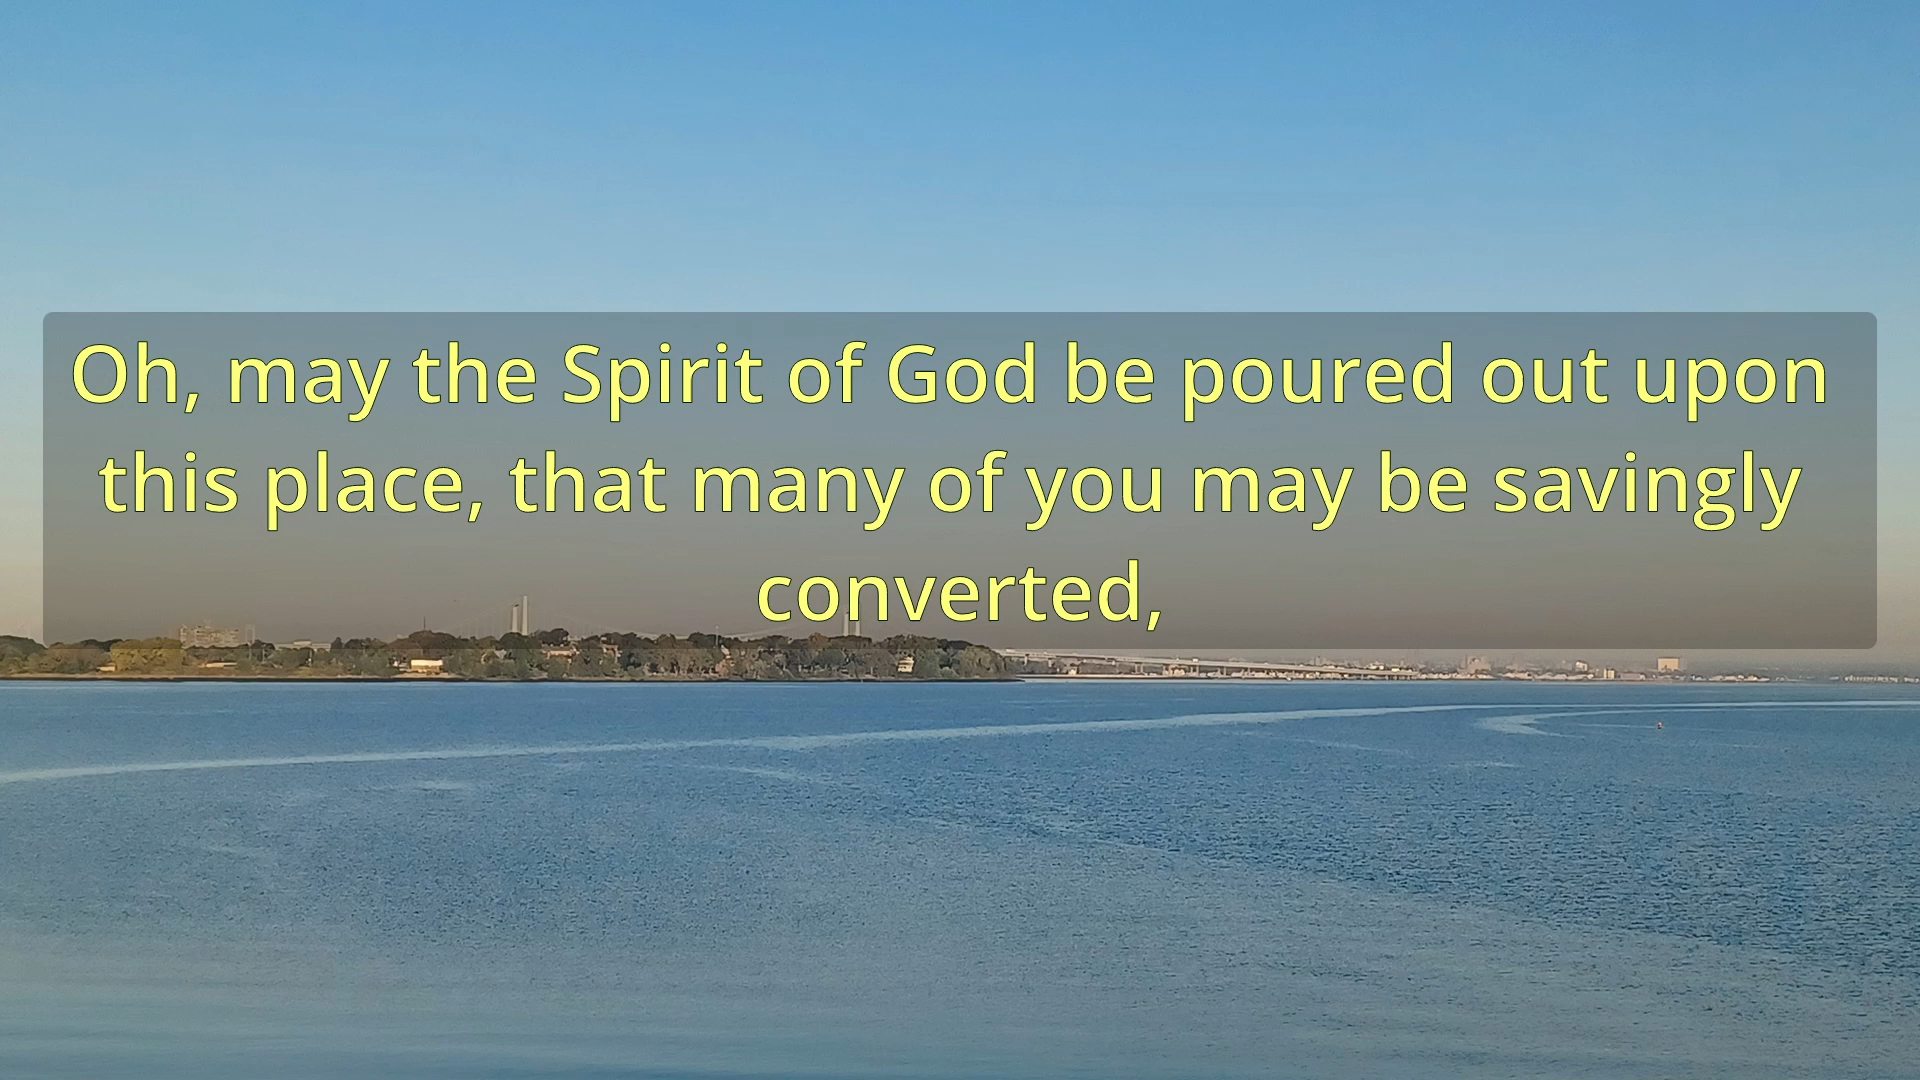 Oh, may the Spirit of God be poured out upon
this place, that many of you may be savingly
converted,